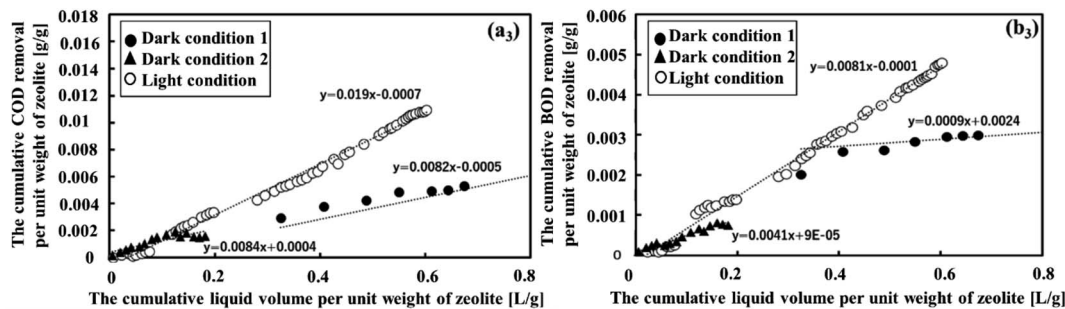 The cumulative COD removal
per unit weight of zeolite [g/g]
0.018
0.016
0.014
0.012
0.010
0.008
0.006
0.004
0.002
0
(a3)
Dark condition 1
Dark condition 2
Light condition
y=0.019x-0.0007
y=0.0082x-0.0005
y=0.0084x+0.0004
0
0.2
0.4
0.6
0.8
The cumulative liquid volume per unit weight of zeolite [L/g]
The cumulative BOD removal
per unit weight of zeolite [g/g]
0.006
0.005
0.004
0.003
0.002
0.001
0
(b3)
Dark condition 1
Dark condition 2
Light condition
y=0.0081x-0.0001
y=0.0009x+0.0024
y=0.0041x+9E-05
0
0.2
0.4
0.6
0.8
The cumulative liquid volume per unit weight of zeolite [L/g]